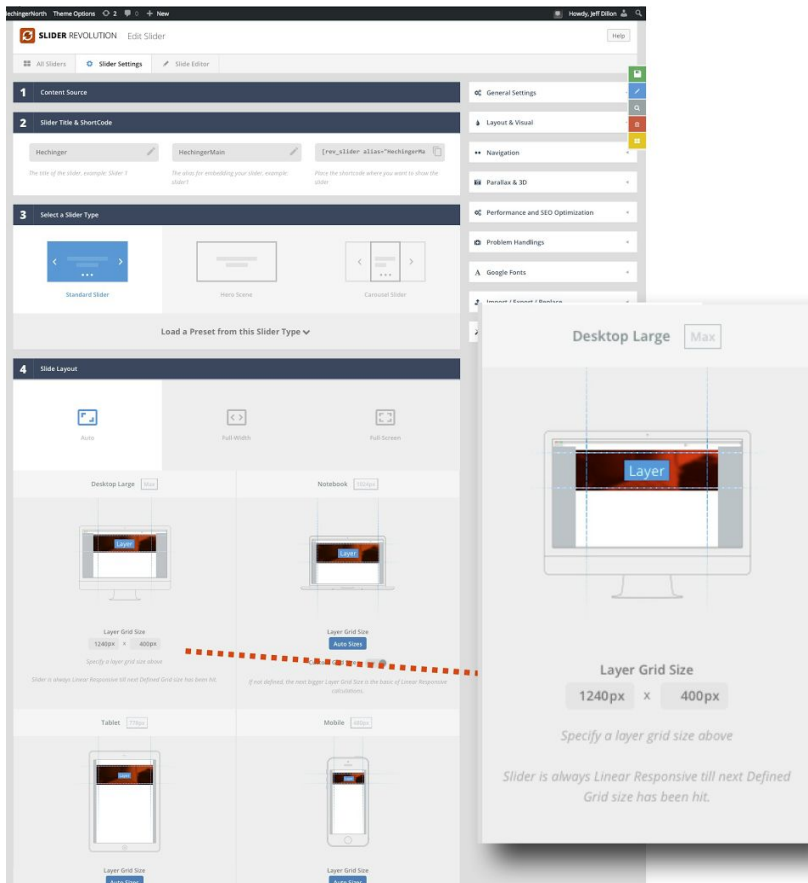 HechingerNorth Theme Options 2 0 + New Howdy, Jeff Dillon
SLIDER REVOLUTION Edit Slider Help
All Sliders Slider Settings Slide Editor
1 Content Source
2 Slider Title & ShortCode
Hechinger HechingerMain [rev_slider alias="HechingerMa
The title of the slider, example: Slider 1
The alias for embedding your slider, example: slider1
Place the shortcode where you want to show the slider
3 Select a Slider Type
Standard Slider Hero Scene Carousel Slider
Load a Preset from this Slider Type
4 Slide Layout
Auto Full-Width Full-Screen
Desktop Large Max Notebook
Layer Layer
Layer Grid Size Layer Grid Size
1240px x 400px Auto Sizes
Specify a layer grid size above
Slider is always Linear Responsive till next Defined Grid size has been hit.
If not defined, the next bigger Layer Grid Size is the basic of Linear Responsive
calculations.
Tablet Mobile
Layer Layer
Layer Grid Size Layer Grid Size
Auto Sizes Auto Sizes
General Settings
Layout & Visual
Navigation
Parallax & 3D
Performance and SEO Optimization
Problem Handlings
Google Fonts
Import / Export / Replace
Desktop Large Max
Layer
Layer Grid Size
1240px x 400px
Specify a layer grid size above
Slider is always Linear Responsive till next Defined
Grid size has been hit.